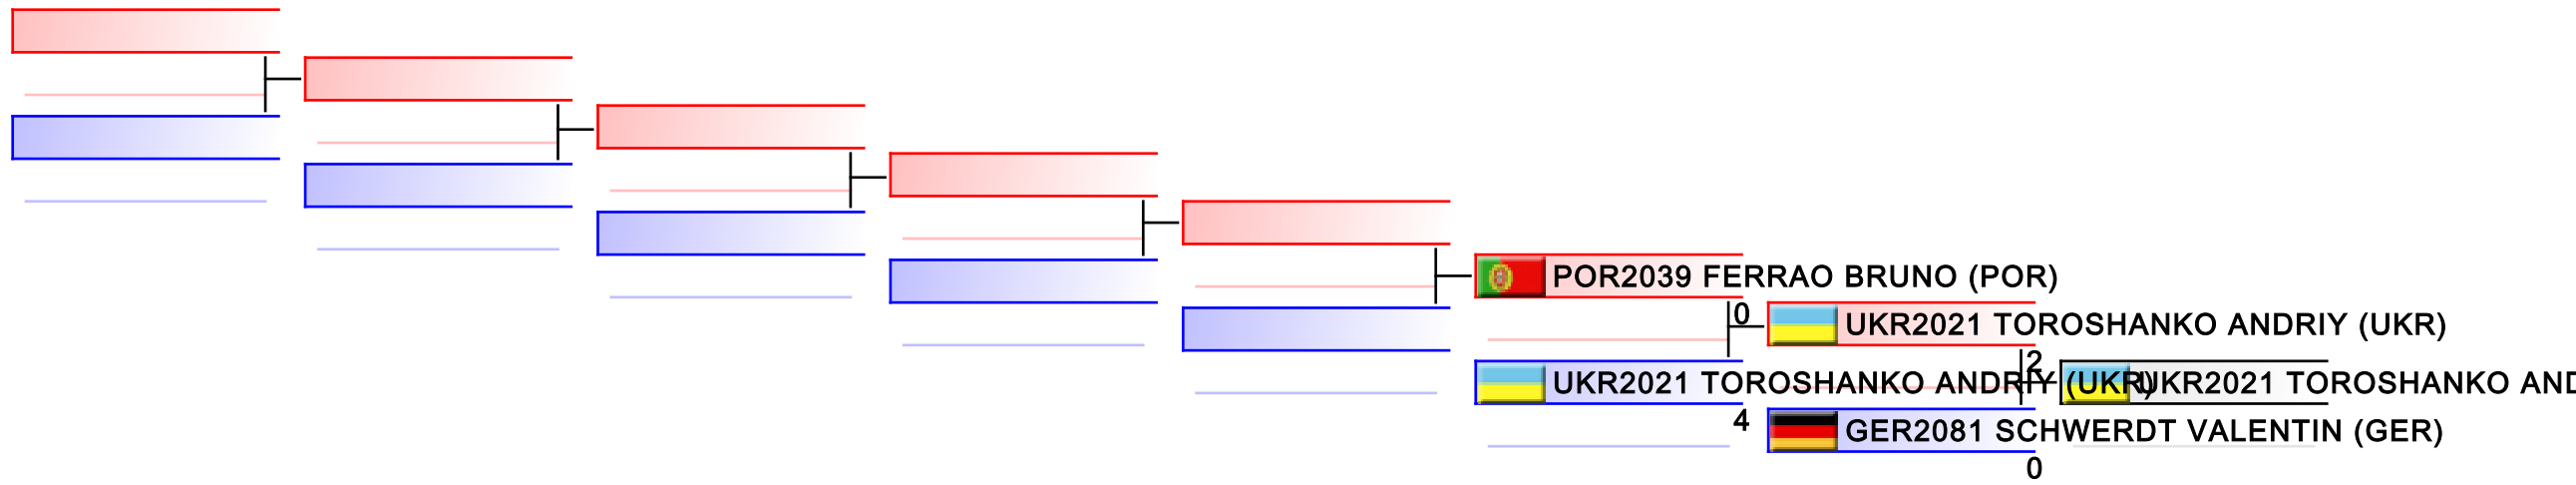 POR2039 FERRAO BRUNO (POR)
0
UKR2021 TOROSHANKO ANDRIY (UKR)
2
UKR2021 TOROSHANKO ANDRIY (UKR)
UKR2021 TOROSHANKO AND
4
GER2081 SCHWERDT VALENTIN (GER)
0